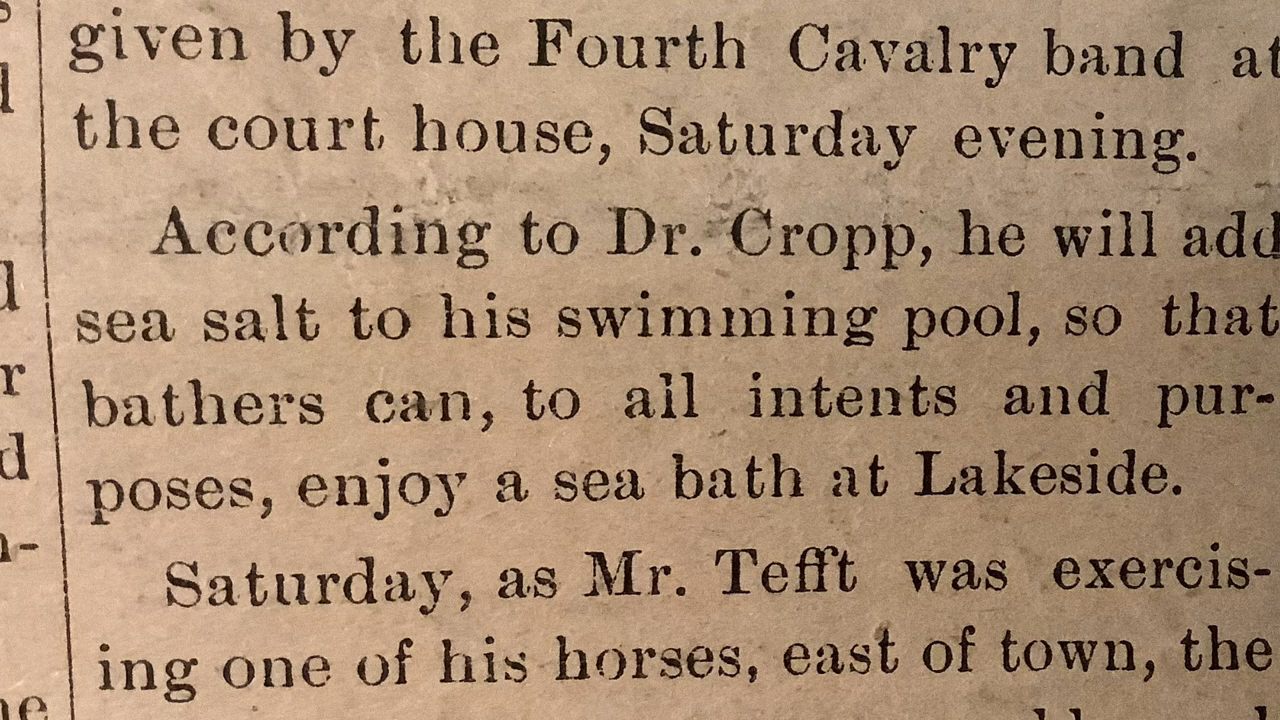 given by the Fourth Cavalry band at
the court house, Saturday evening.
According to Dr. Cropp, he will add
sea salt to his swimming pool, so that
bathers can, to all intents and pur-
poses, enjoy a sea bath at Lakeside.
Saturday, as Mr. Tefft was exercis-
ing one of his horses, east of town, the